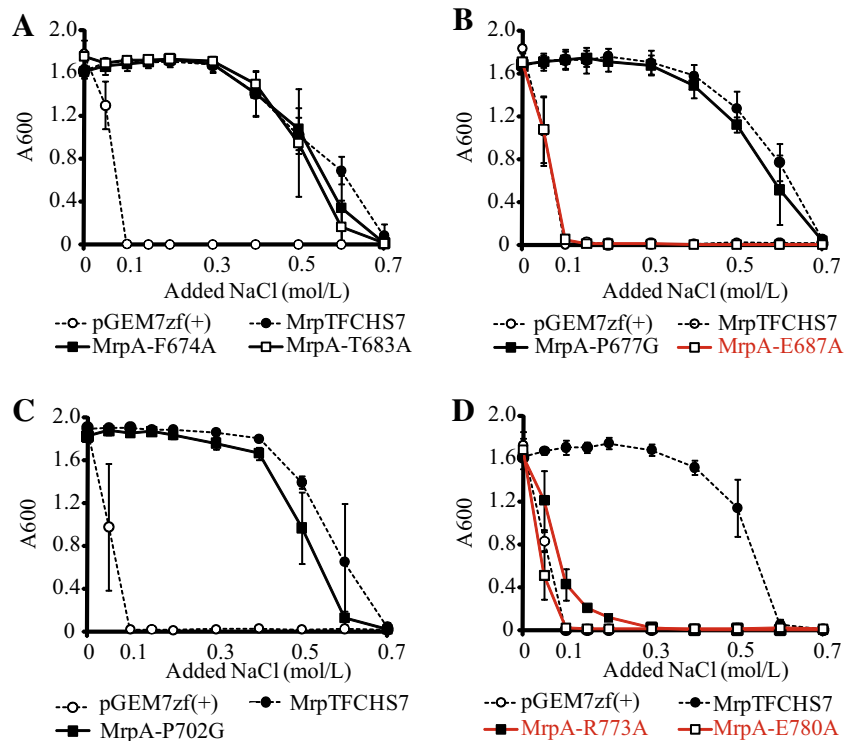 A
2.0
1.6
1.2
0.8
0.4
0
A600
0 0.1 0.3 0.5 0.7
Added NaCl (mol/L)
pGEM7zf(+) MrpTFCHS7
MrpA-F674A MrpA-T683A
B
2.0
1.6
1.2
0.8
0.4
0
A600
0 0.1 0.3 0.5 0.7
Added NaCl (mol/L)
pGEM7zf(+) MrpTFCHS7
MrpA-P677G MrpA-E687A
C
2.0
1.6
1.2
0.8
0.4
0
A600
0 0.1 0.3 0.5 0.7
Added NaCl (mol/L)
pGEM7zf(+) MrpTFCHS7
MrpA-P702G
D
2.0
1.6
1.2
0.8
0.4
0
A600
0 0.1 0.3 0.5 0.7
Added NaCl (mol/L)
pGEM7zf(+) MrpTFCHS7
MrpA-R773A MrpA-E780A